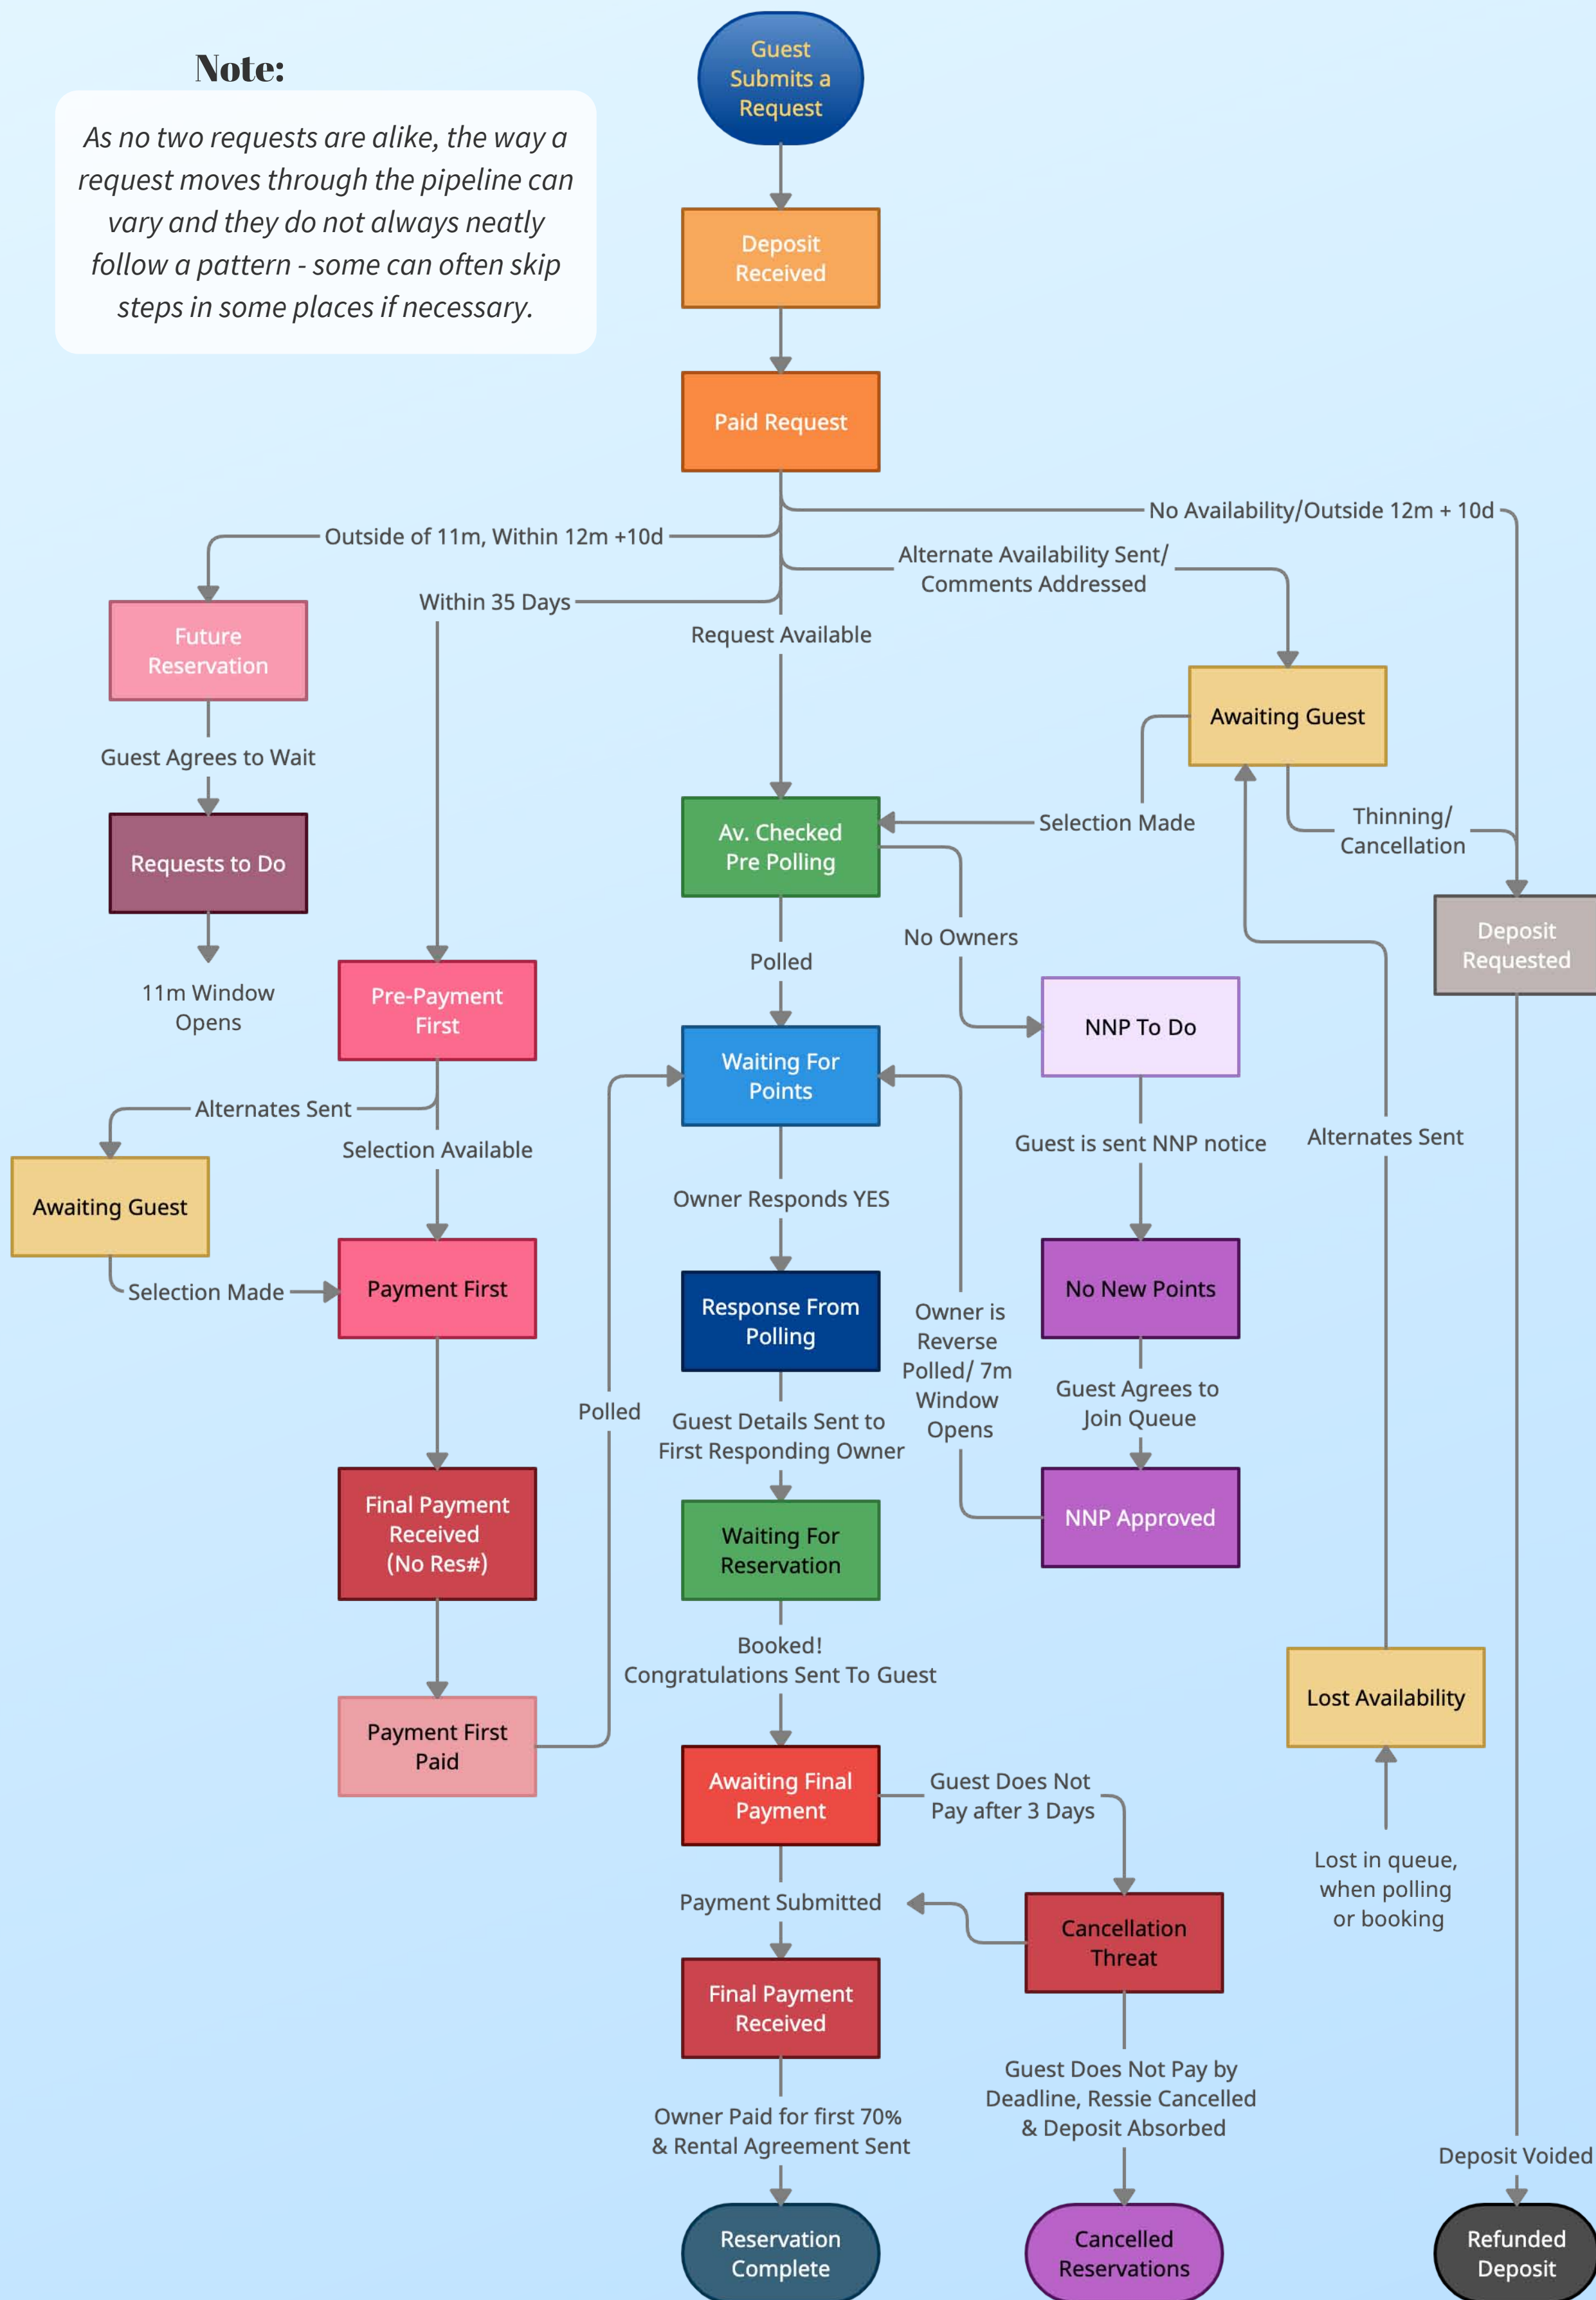 Note:
As no two requests are alike, the way a
request moves through the pipeline can
vary and they do not always neatly
follow a pattern - some can often skip
steps in some places if necessary.
Guest
Submits a
Request
Deposit
Received
Paid Request
No Availability/Outside 12m + 10d
Outside of 11m, Within 12m +10d
Alternate Availability Sent/
Comments Addressed
Within 35 Days
Request Available
Future
Reservation
Awaiting Guest
Guest Agrees to Wait
Requests to Do
Av. Checked
Pre Polling
Selection Made
Thinning/
Cancellation
No Owners
Deposit
Requested
Polled
11m Window
Opens
Pre-Payment
First
NNP To Do
Waiting For
Points
Alternates Sent
Selection Available
Guest is sent NNP notice
Alternates Sent
Awaiting Guest
Owner Responds YES
Selection Made
Payment First
Response From
Polling
No New Points
Owner is
Reverse
Polled/ 7m
Window
Opens
Polled
Guest Details Sent to
First Responding Owner
Guest Agrees to
Join Queue
Final Payment
Received
(No Res#)
Waiting For
Reservation
NNP Approved
Booked!
Congratulations Sent To Guest
Lost Availability
Payment First
Paid
Awaiting Final
Payment
Guest Does Not
Pay after 3 Days
Lost in queue,
when polling
or booking
Payment Submitted
Cancellation
Threat
Final Payment
Received
Guest Does Not Pay by
Deadline, Ressie Cancelled
& Deposit Absorbed
Owner Paid for first 70%
& Rental Agreement Sent
Deposit Voided
Reservation
Complete
Cancelled
Reservations
Refunded
Deposit